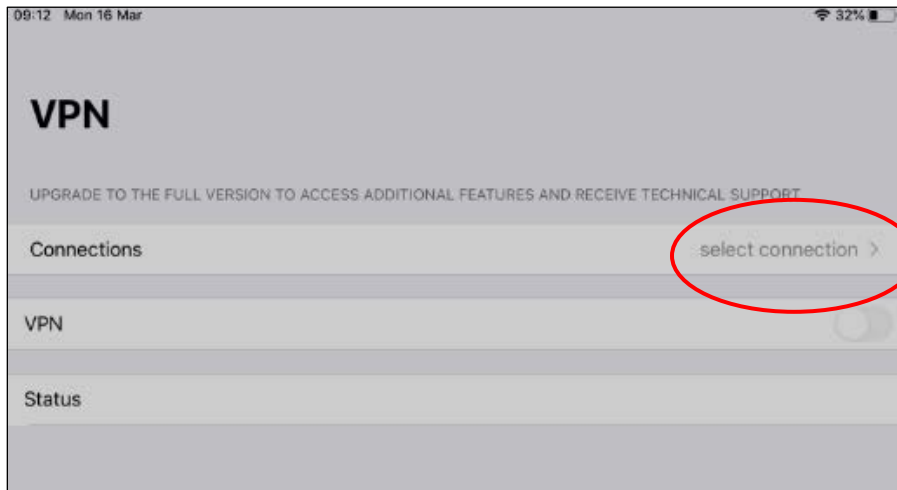 09:12 Mon 16 Mar 32%
VPN
UPGRADE TO THE FULL VERSION TO ACCESS ADDITIONAL FEATURES AND RECEIVE TECHNICAL SUPPORT
Connections select connection >
VPN
Status